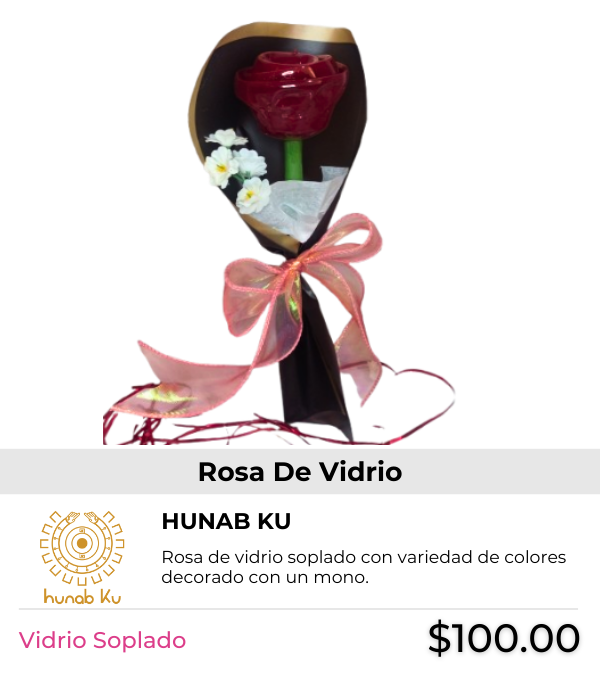 Rosa De Vidrio
HUNAB KU
Rosa de vidrio soplado con variedad de colores
decorado con un mono.
hunab Ku
Vidrio Soplado
$100.00